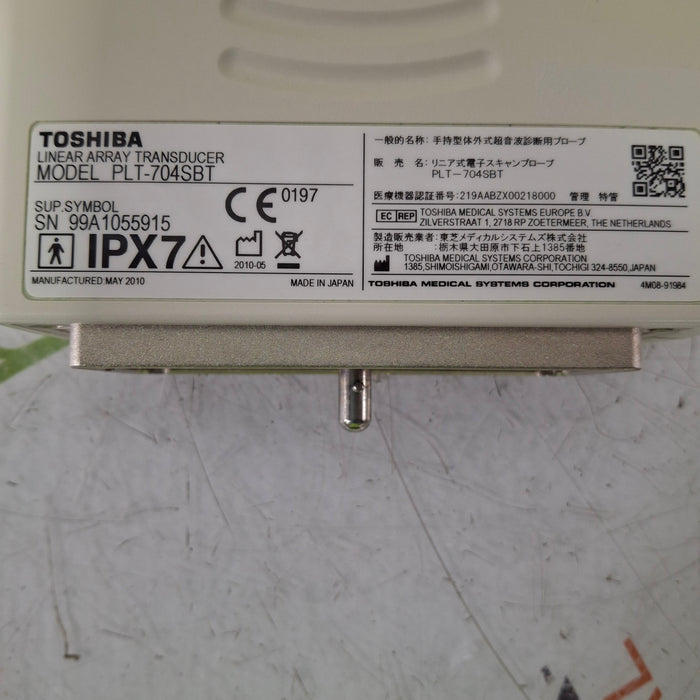 TOSHIBA
LINEAR ARRAY TRANSDUCER
MODEL PLT-704SBT
SUP.SYMBOL
SN 99A1055915
0197
IPX7
2010-05
MANUFACTURED:MAY 2010
MADE IN JAPAN
一般的名称: 手持型体外式超音波診断用プローブ
販 売 名: リニア式電子スキャンプローブ
PLT-704SBT
医療機器認証番号: 219AABZX00218000 管理 特管
EC REP TOSHIBA MEDICAL SYSTEMS EUROPE B.V.
ZILVERSTRAAT 1, 2718 RP ZOETERMEER, THE NETHERLANDS
製造販売業者: 東芝メディカルシステムズ株式会社
所在地 : 栃木県大田原市下石上1385番地
TOSHIBA MEDICAL SYSTEMS CORPORATION
1385,SHIMOISHIGAMI,OTAWARA-SHI,TOCHIGI 324-8550,JAPAN
TOSHIBA MEDICAL SYSTEMS CORPORATION
4M08-91984